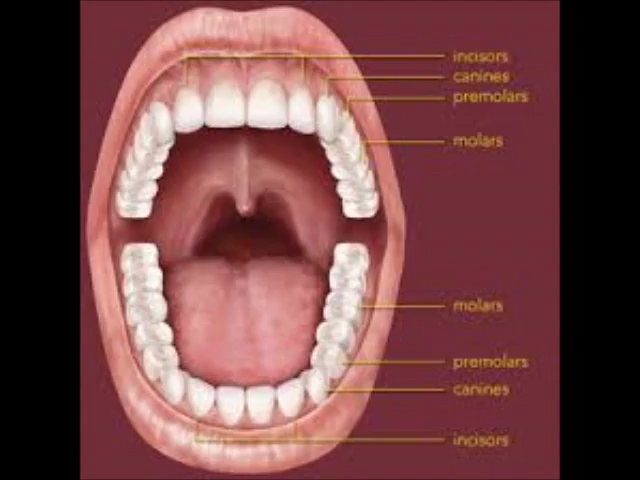 incisors
canines
premolars
molars
molars
premolars
canines
incisors